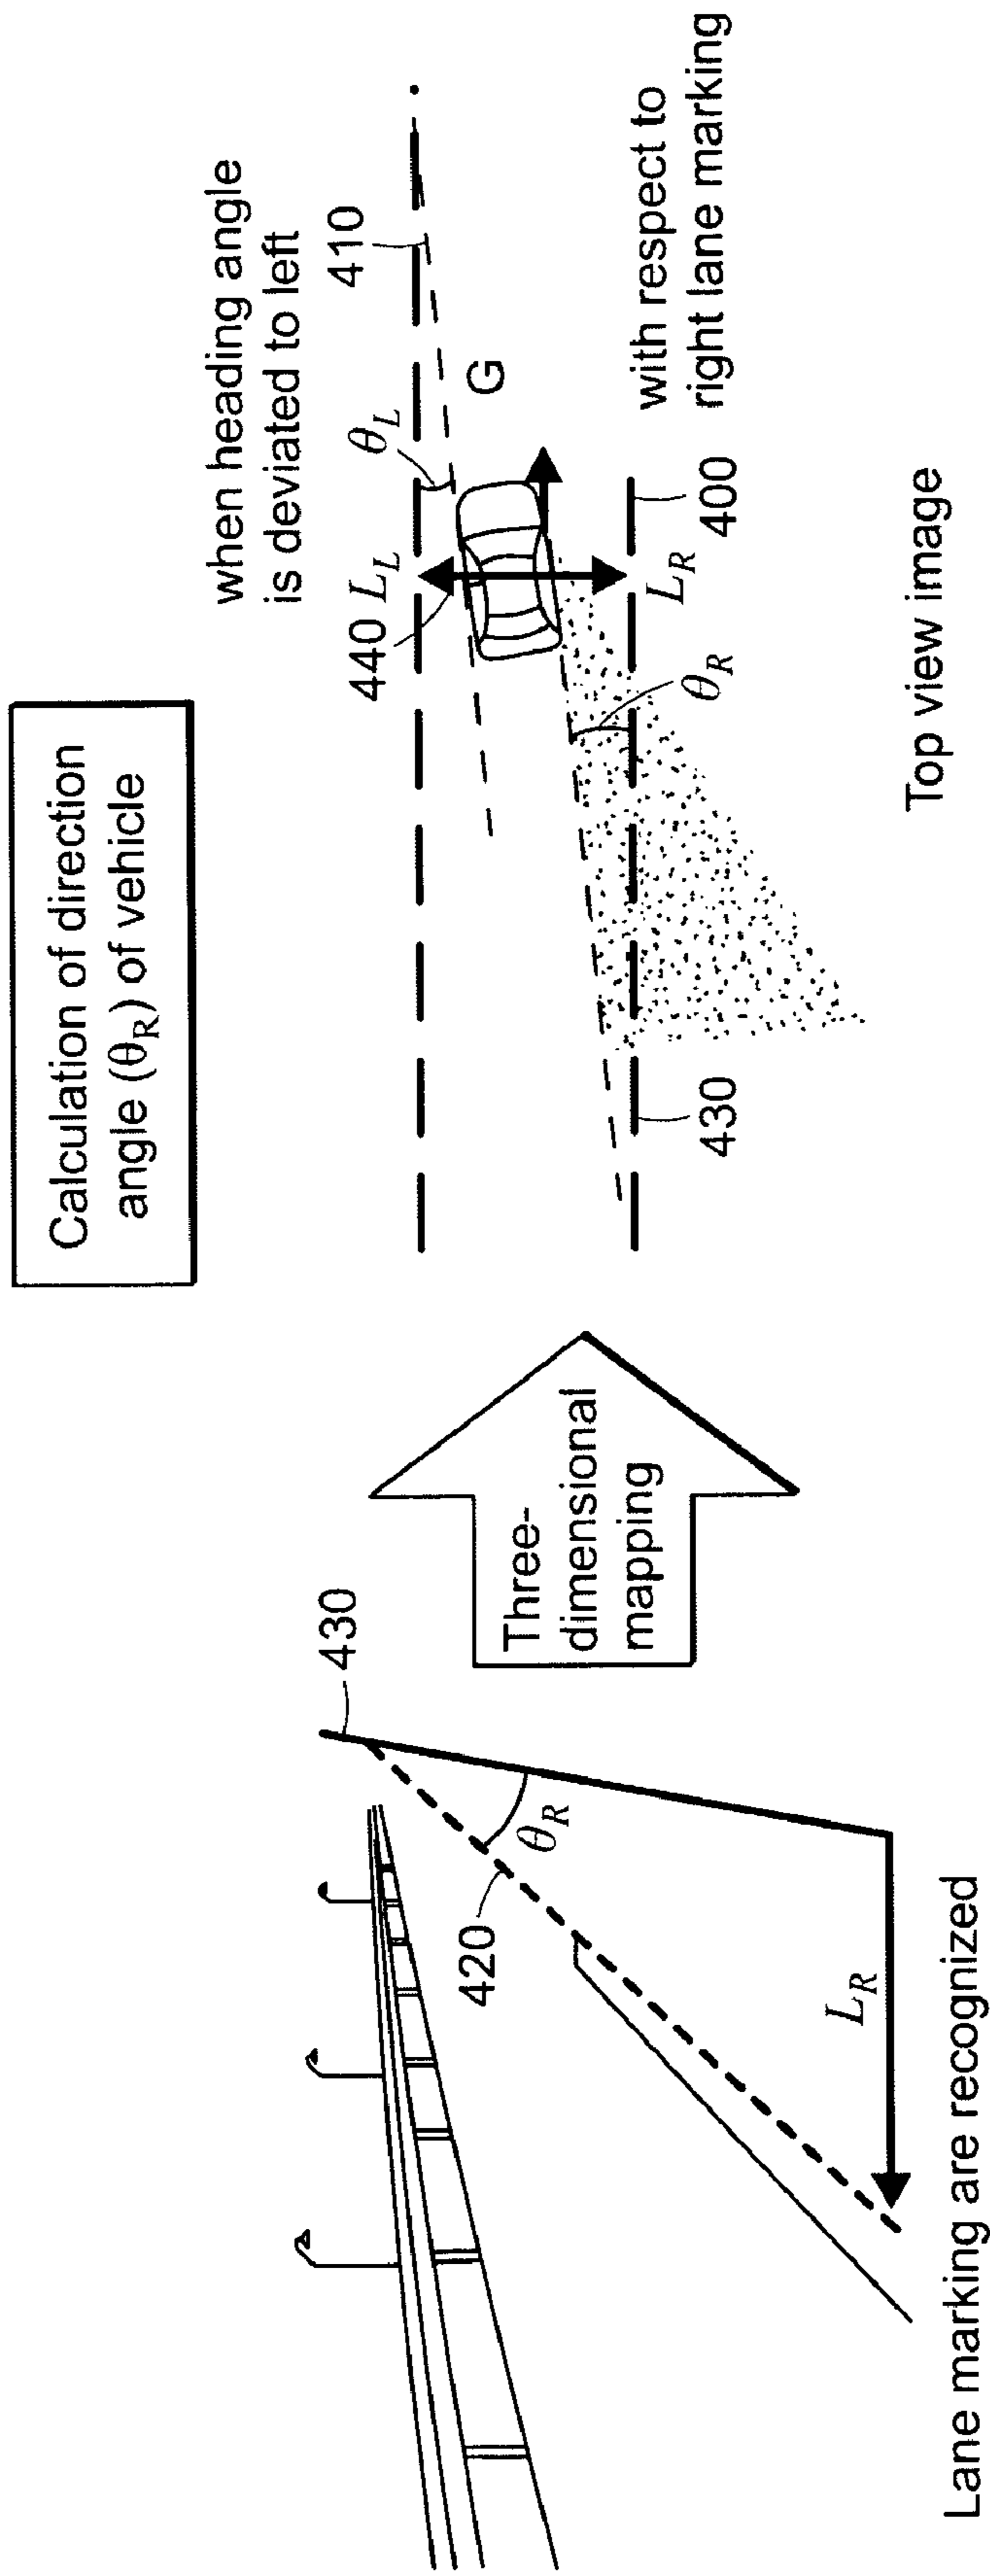 Calculation of direction
angle (θR) of vehicle
430
420
θR
LR
Lane marking are recognized
Three-
dimensional
mapping
when heading angle
is deviated to left
440 LL
θL
410
G
with respect to
right lane marking
400
LR
θR
430
Top view image